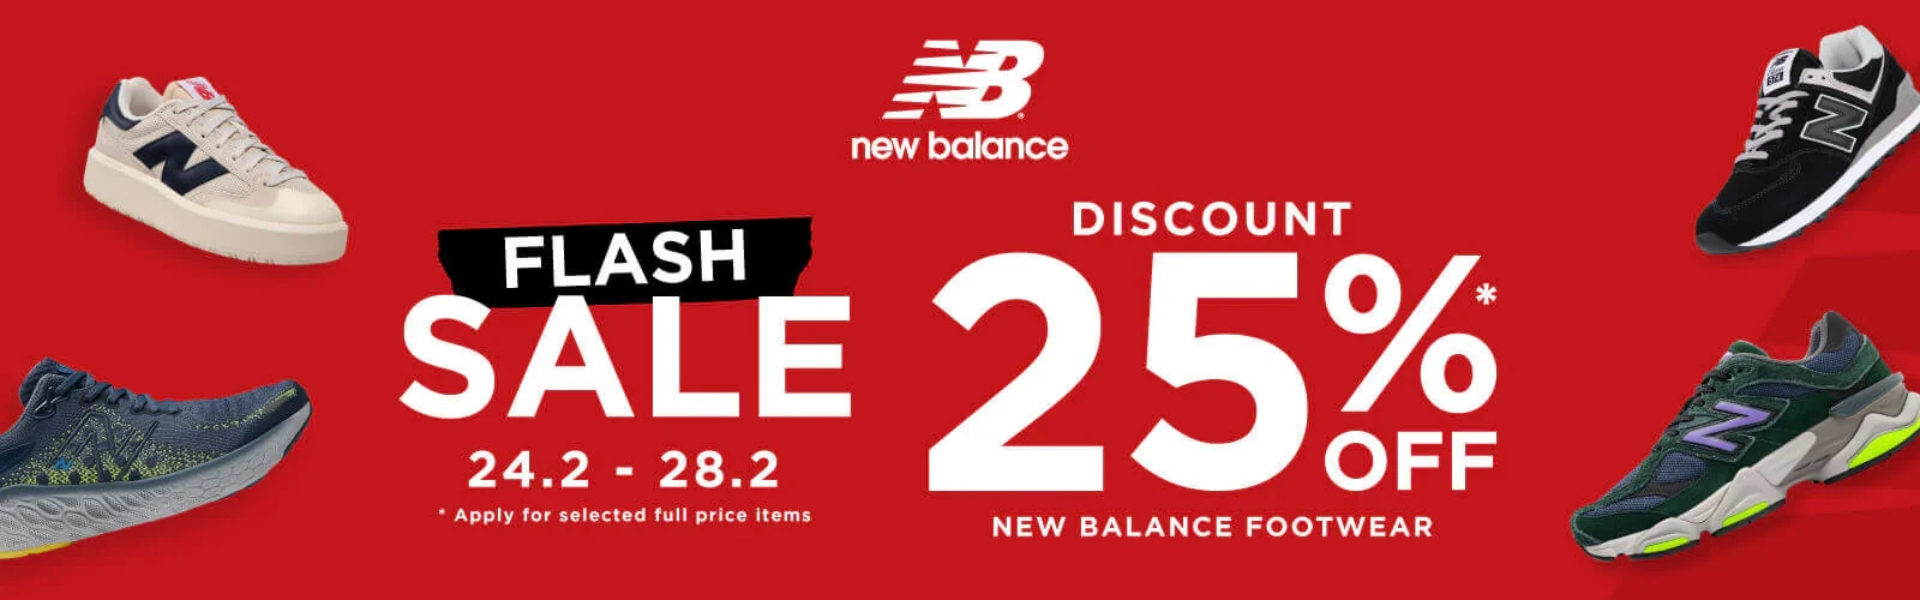 NB
new balance
FLASH
SALE
24.2 - 28.2
* Apply for selected full price items
DISCOUNT
25%*
OFF
NEW BALANCE FOOTWEAR
N
N
N
N